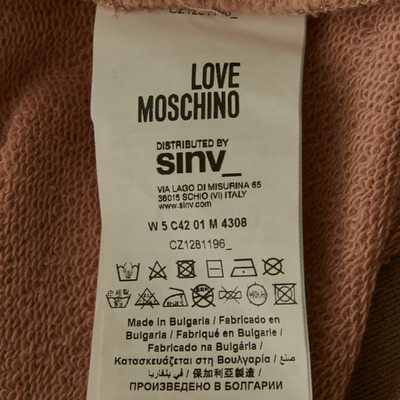 LOVE
MOSCHINO
DISTRIBUTED BY
sinv_
VIA LAGO DI MISURINA 65
36015 SCHIO (VI) ITALY
www.sinv.com
W 5 C42 01 M 4308
CZ1281196_
Made in Bulgaria / Fabricado en
Bulgaria / Fabriqué en Bulgarie /
Fabricado na Bulgária /
Κατασκευάζεται στη Βουλγαρία / صنع
في بلغاريا / 保加利亞製造 /
ПРОИЗВЕДЕНО В БОЛГАРИИ